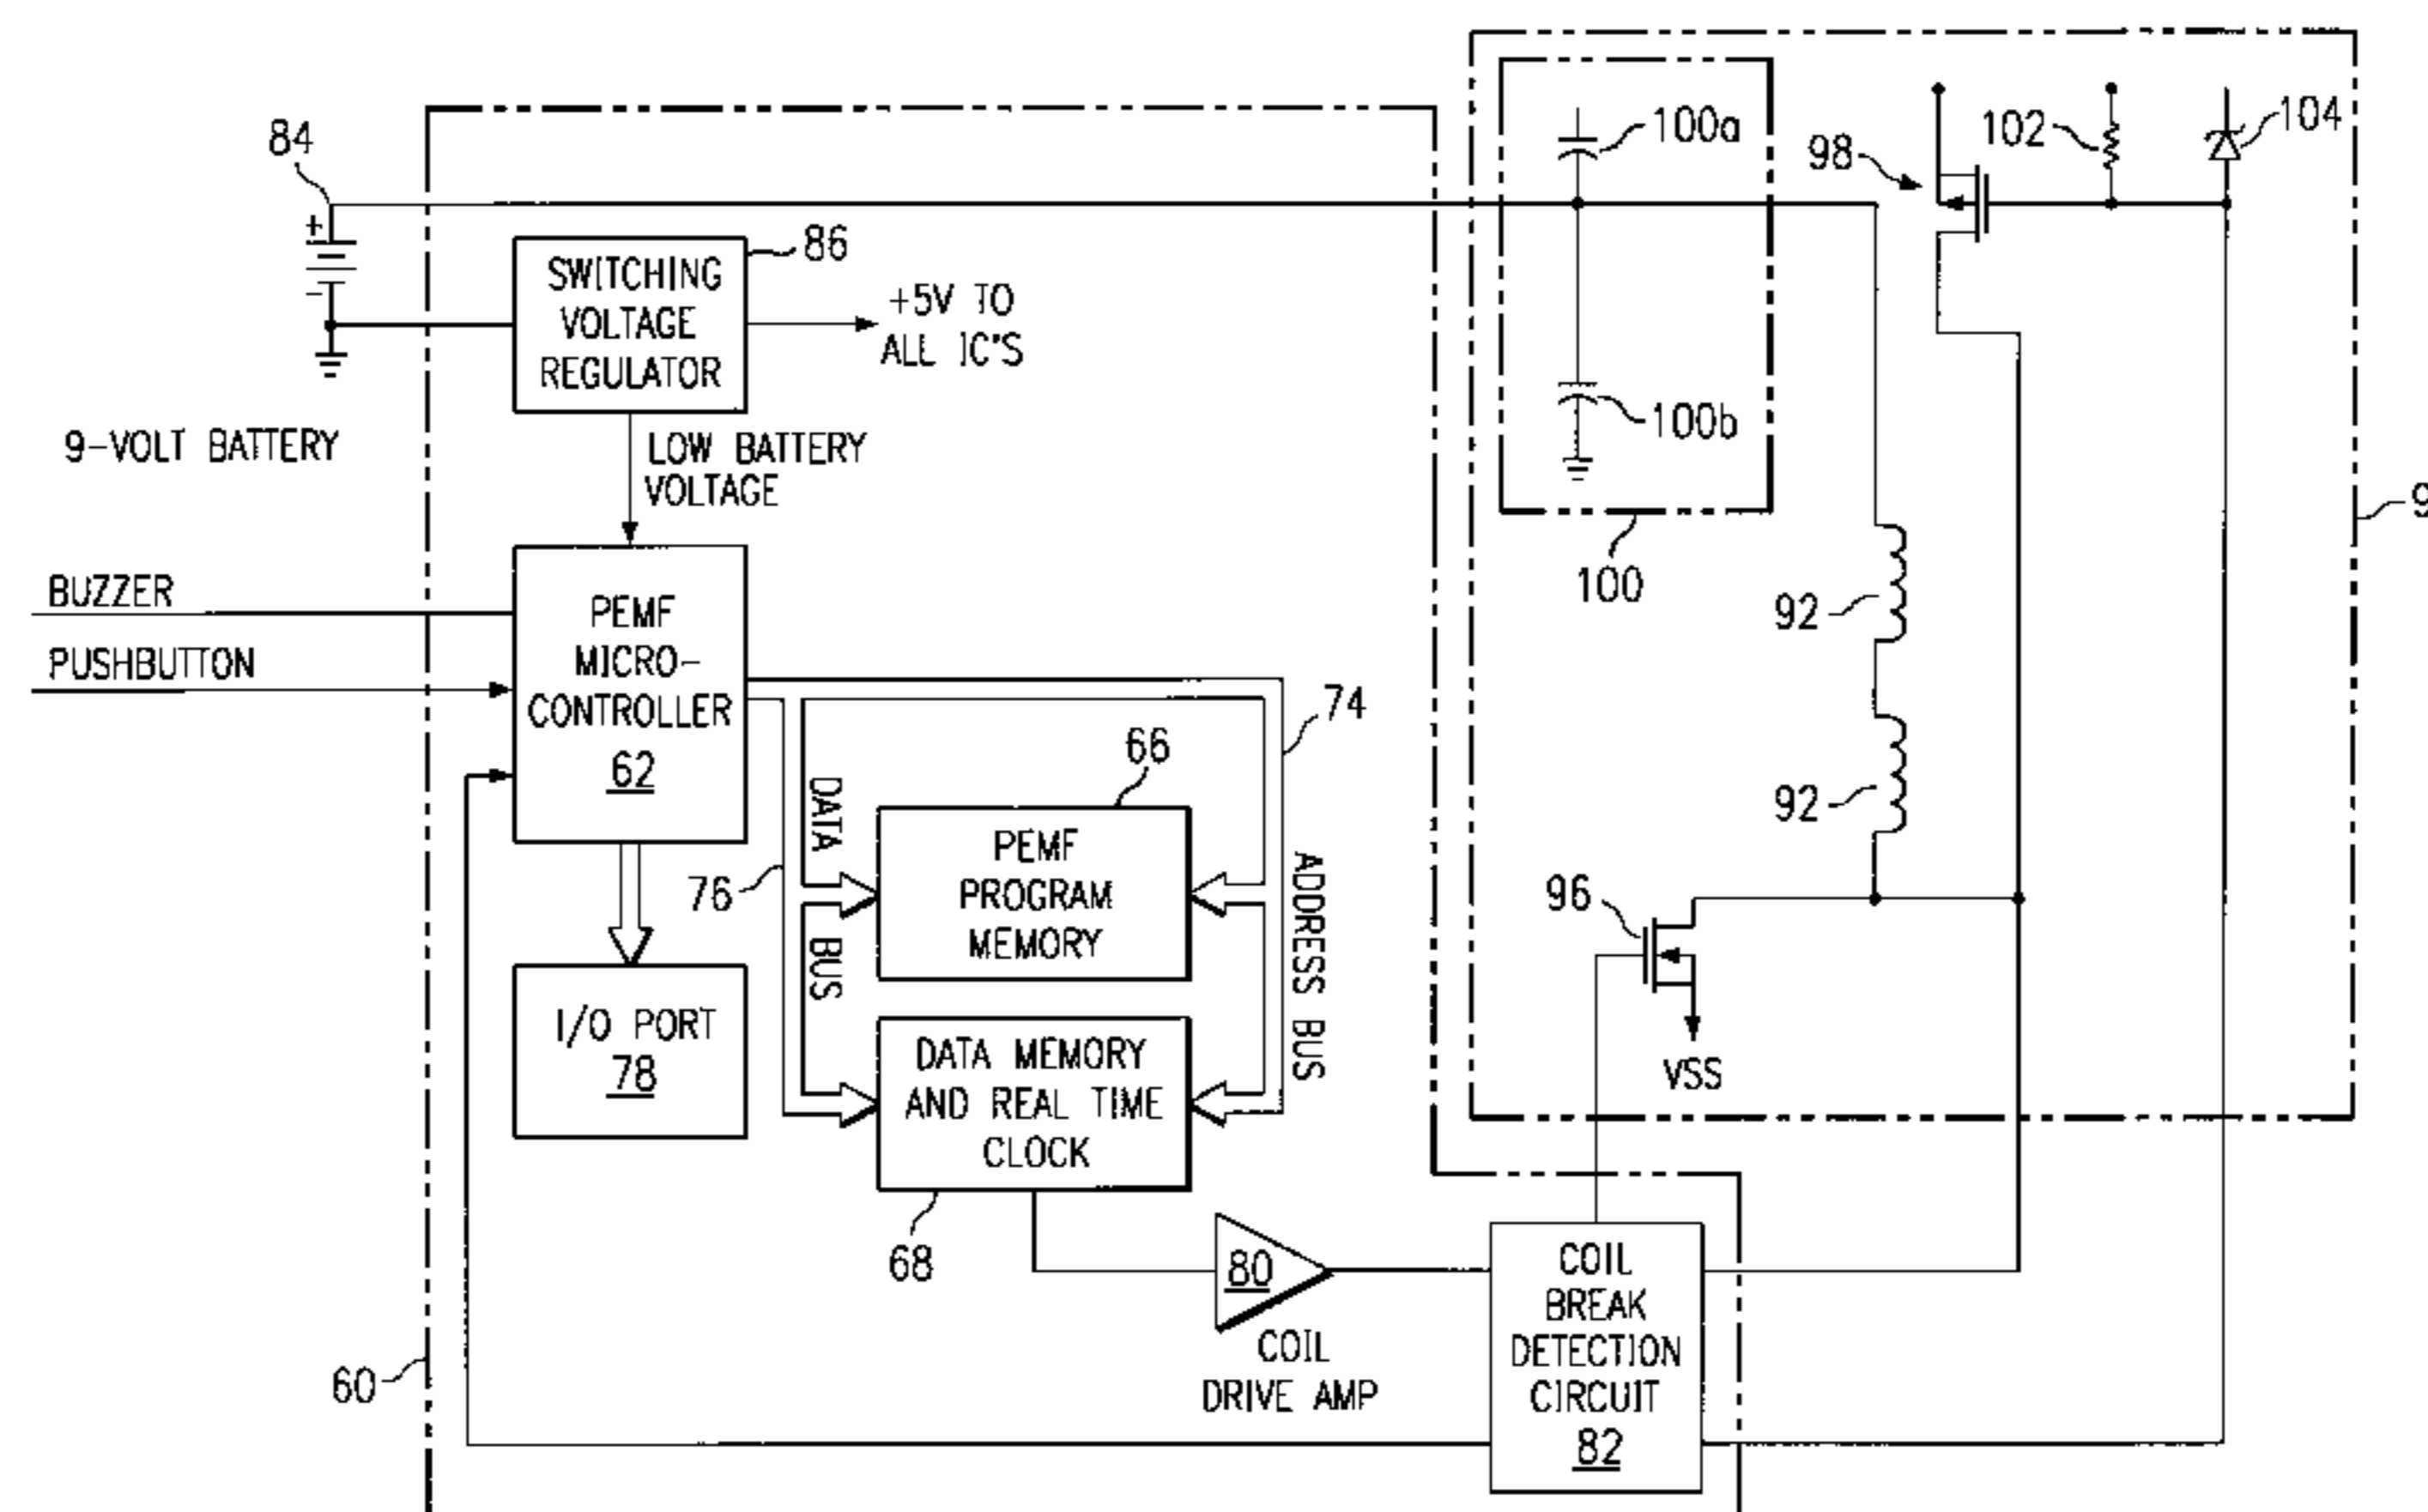 84
100a
102
104
98
+
-
SWITCHING
VOLTAGE
REGULATOR
86
+5V TO
ALL IC"S
9-VOLT BATTERY
LOW BATTERY
VOLTAGE
100b
100
9
BUZZER
PUSHBUTTON
PEMF
MICRO-
CONTROLLER
62
92
92
74
66
DATA
BUS
76
PEMF
PROGRAM
MEMORY
ADDRESS BUS
96
VSS
I/O PORT
78
DATA MEMORY
AND REAL TIME
CLOCK
68
80
COIL
DRIVE AMP
COIL
BREAK
DETECTION
CIRCUIT
82
60